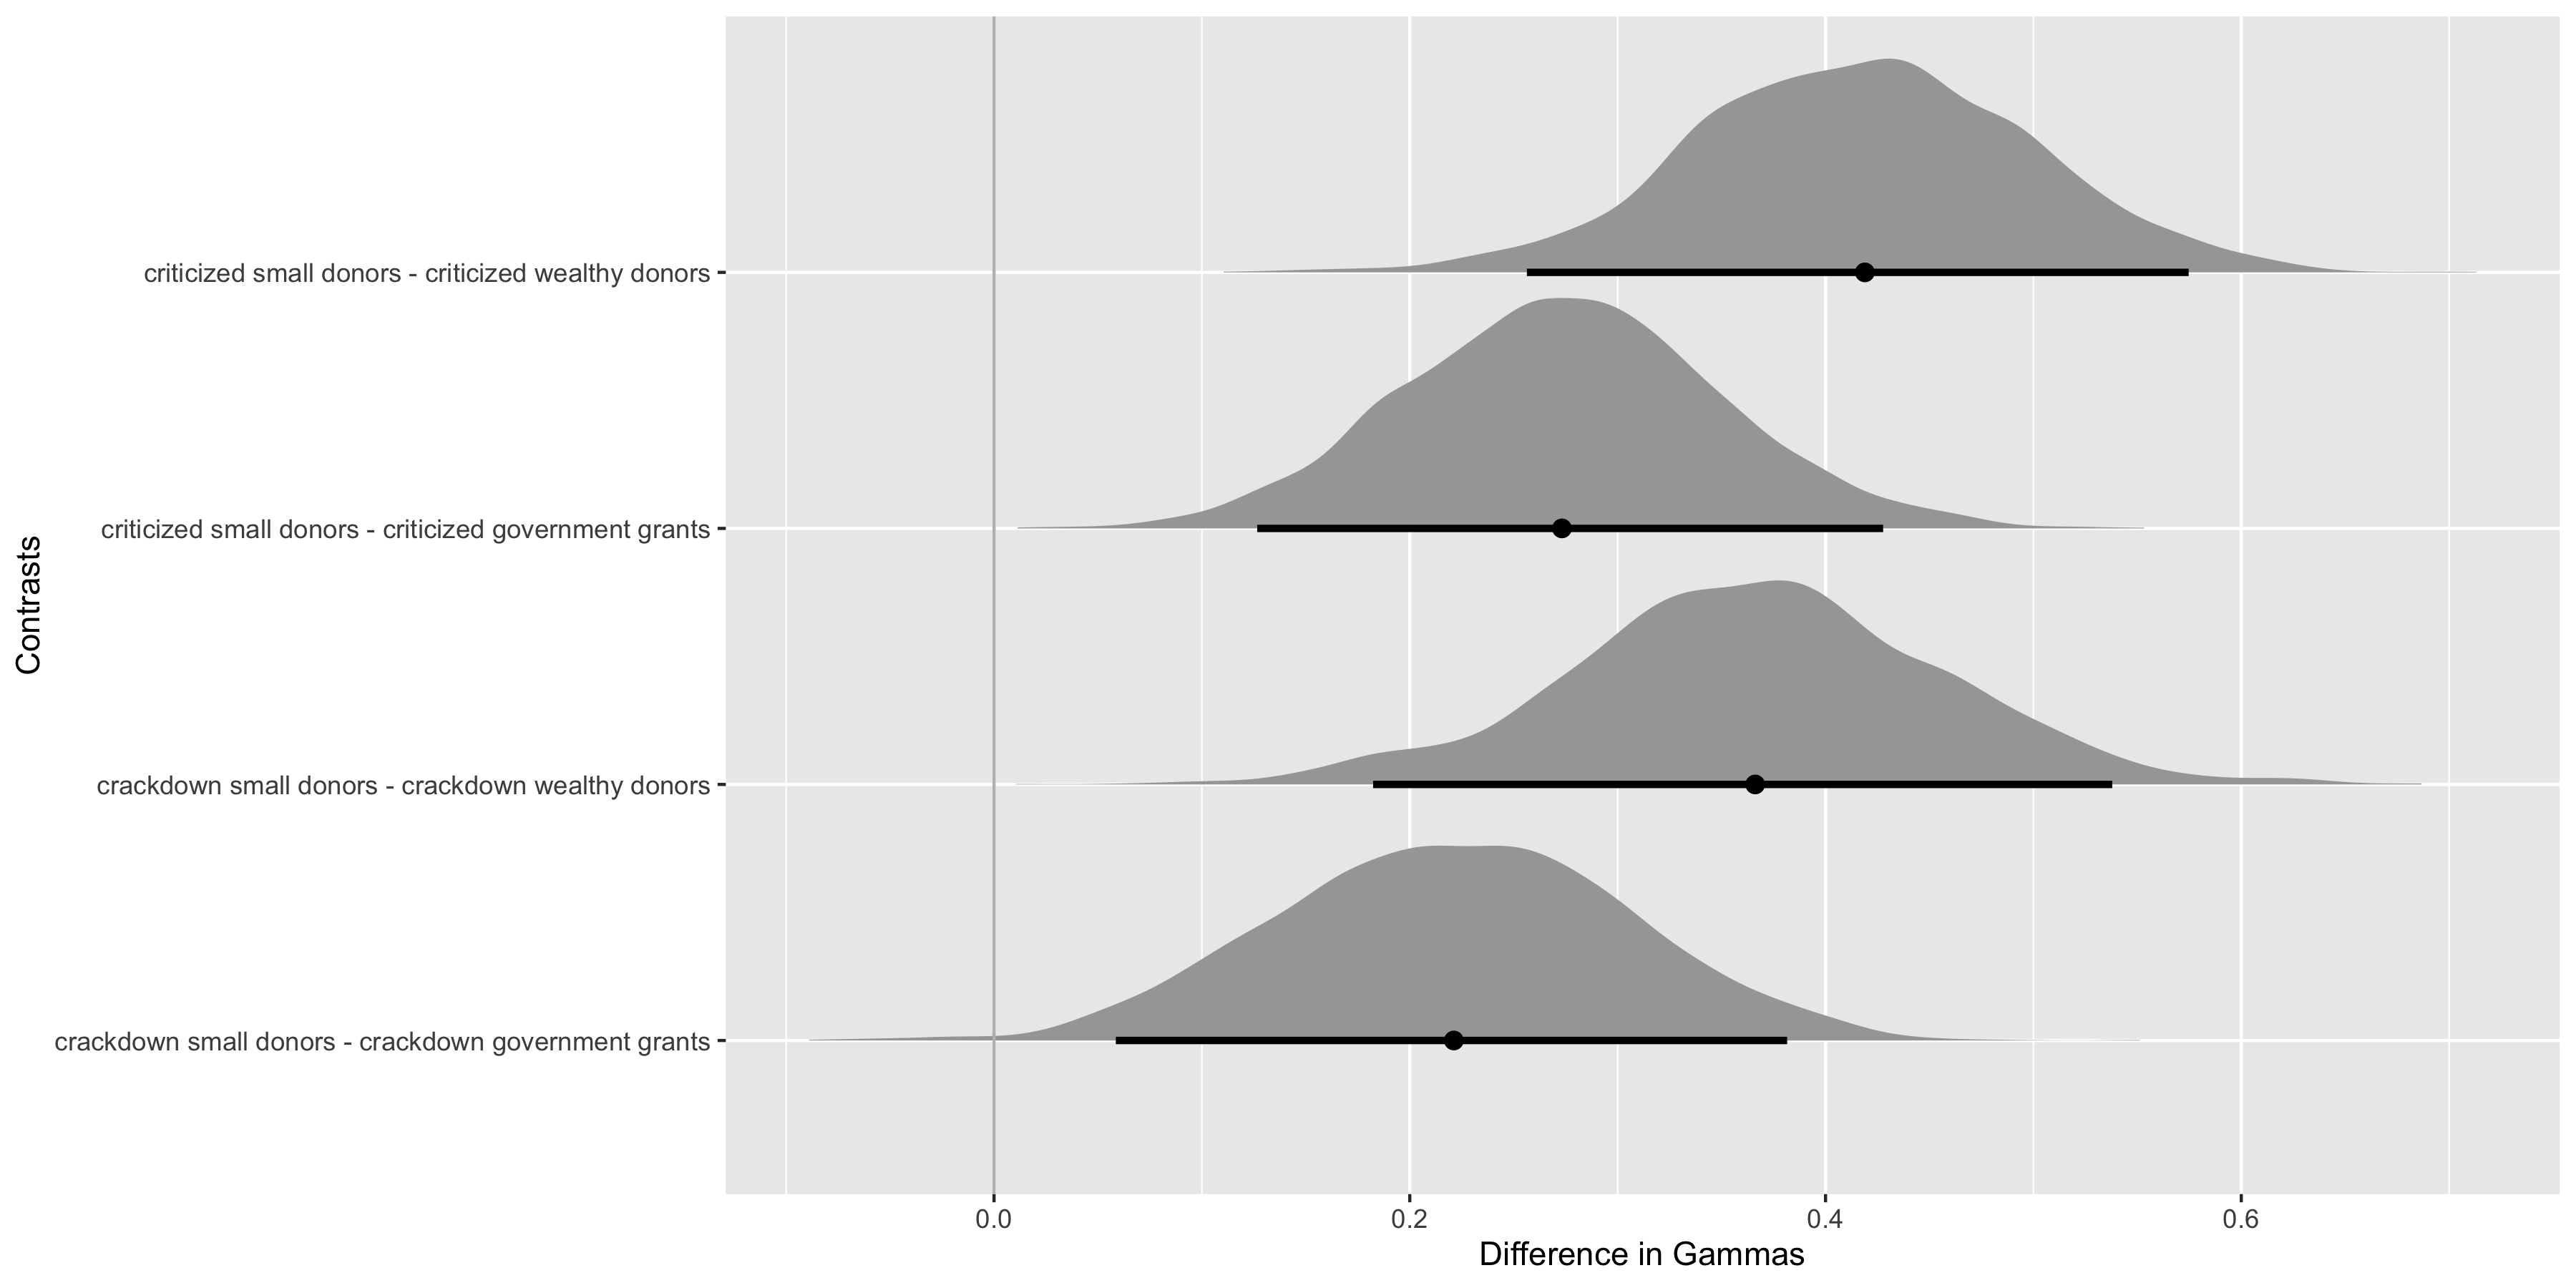 Contrasts
criticized small donors - criticized wealthy donors
criticized small donors - criticized government grants
crackdown small donors - crackdown wealthy donors
crackdown small donors - crackdown government grants
0.0
0.2
0.4
0.6
Difference in Gammas